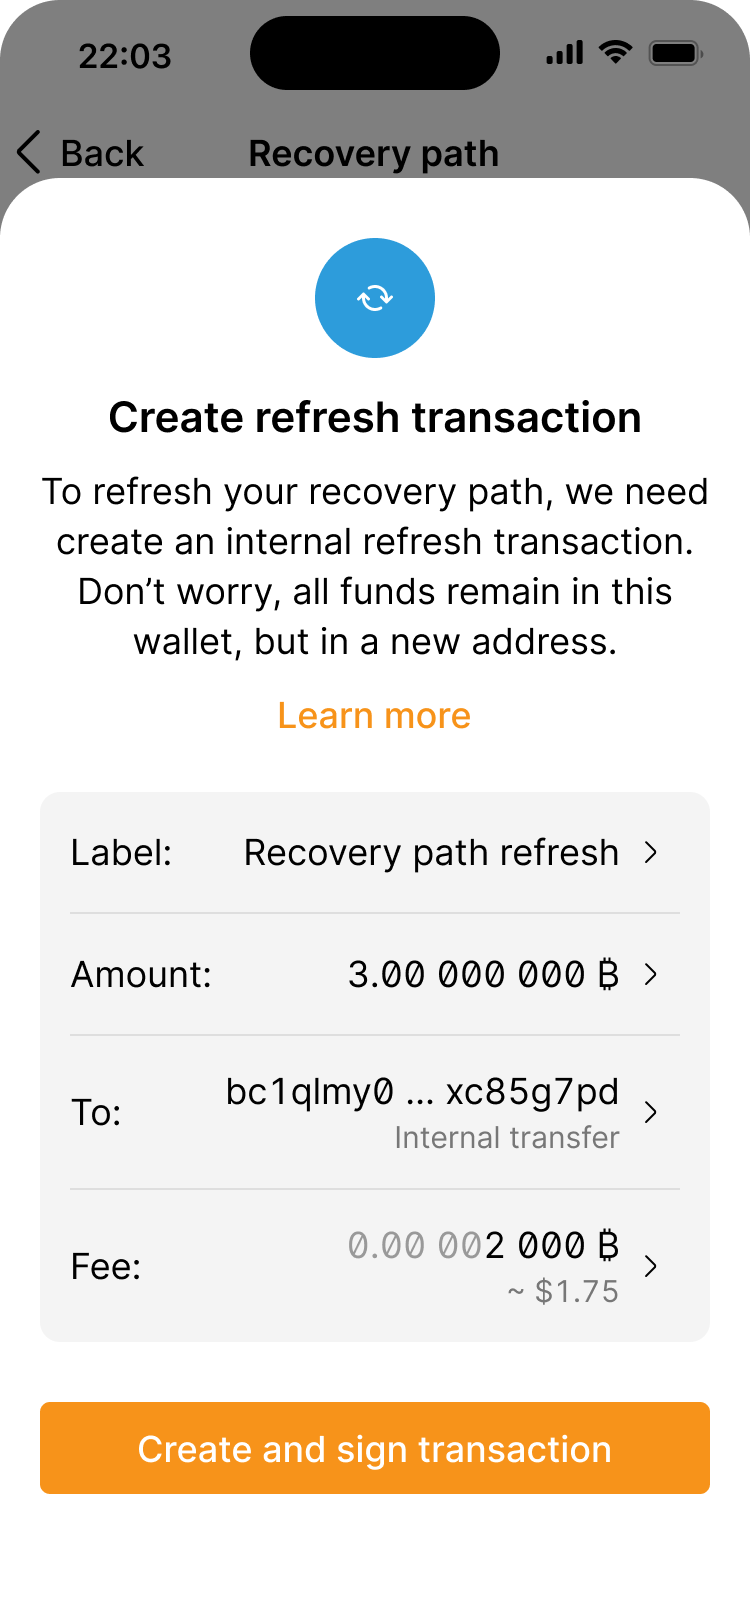 22:03
Back
Recovery path
Create refresh transaction
To refresh your recovery path, we need
create an internal refresh transaction.
Don’t worry, all funds remain in this
wallet, but in a new address.
Learn more
Label: Recovery path refresh
Amount: 3.00 000 000 ₿
To: bc1qlmy0 ... xc85g7pd
Internal transfer
Fee: 0.00 002 000 ₿
~ $1.75
Create and sign transaction